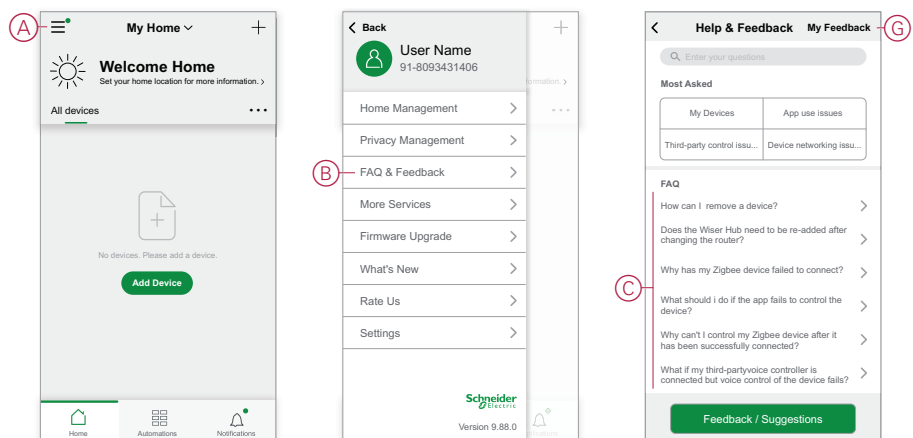 A
My Home
Welcome Home
Set your home location for more information.
All devices
No devices. Please add a device.
Add Device
Home
Automations
Notifications
Back
User Name
91-8093431406
Home Management
Privacy Management
B
FAQ & Feedback
More Services
Firmware Upgrade
What's New
Rate Us
Settings
Schneider
Electric
Version 9.88.0
Help & Feedback
My Feedback
G
Enter your questions
Most Asked
My Devices
App use issues
Third-party control issu...
Device networking issu...
FAQ
C
How can I remove a device?
Does the Wiser Hub need to be re-added after
changing the router?
Why has my Zigbee device failed to connect?
What should i do if the app fails to control the
device?
Why can't I control my Zigbee device after it
has been successfully connected?
What if my third-partyvoice controller is
connected but voice control of the device fails?
Feedback / Suggestions